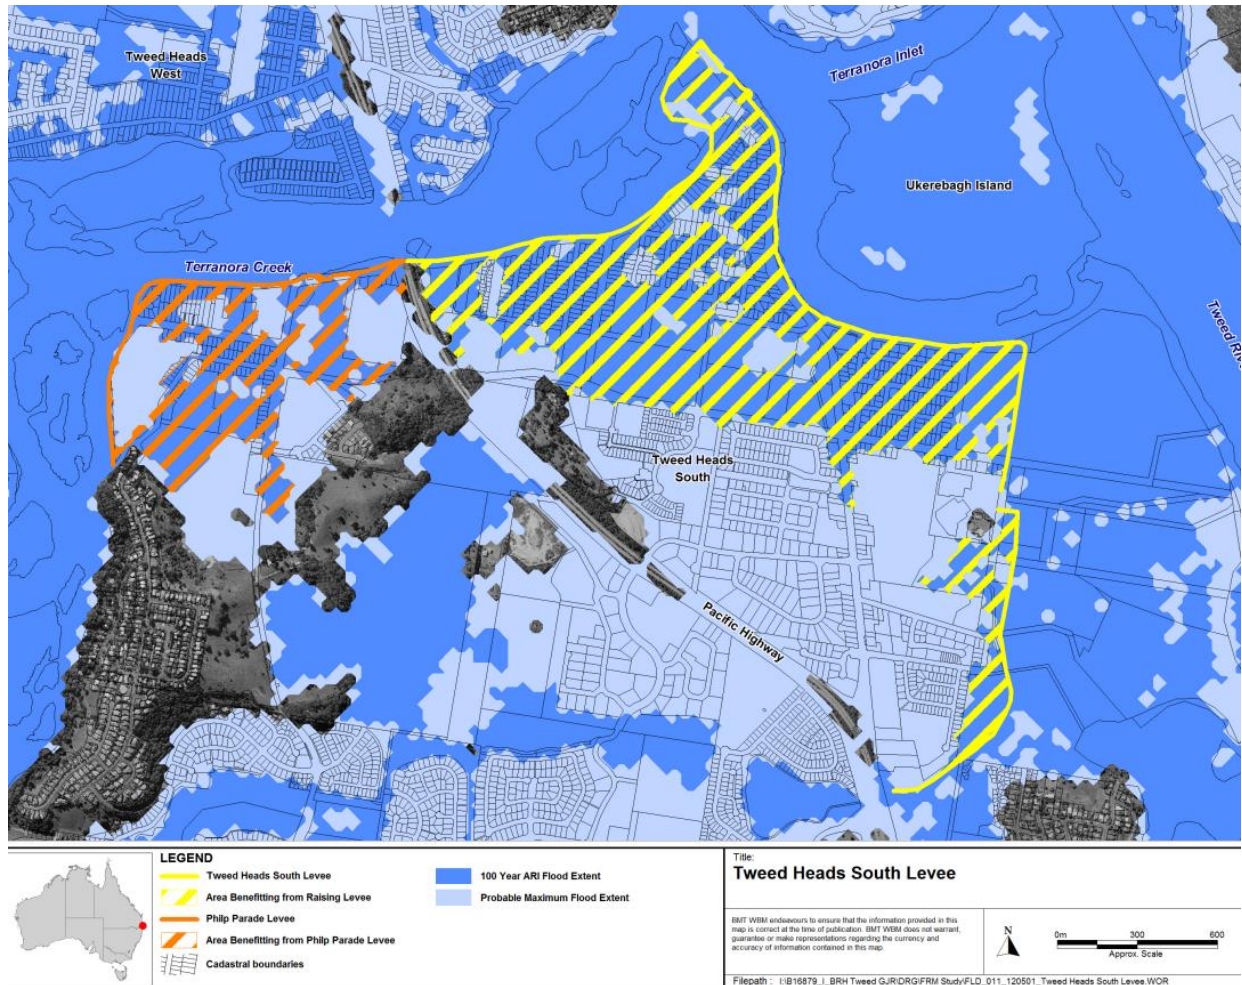 Tweed Heads
West
Terranora Inlet
Ukerebagh Island
Terranora Creek
Tweed Riv
Tweed Heads
South
Pacific Highway
LEGEND
Tweed Heads South Levee
Area Benefitting from Raising Levee
Philp Parade Levee
Area Benefitting from Philp Parade Levee
Cadastral boundaries
100 Year ARI Flood Extent
Probable Maximum Flood Extent
Title:
Tweed Heads South Levee
BMT WBM endeavours to ensure that the information provided in this
map is correct at the time of publication. BMT WBM does not warrant,
guarantee or make representations regarding the currency and
accuracy of information contained in this map.
N
0m 300 600
Approx. Scale
Filepath : I:\B16879_I_BRH Tweed GJR\DRG\FRM Study\FLD_011_120501_Tweed Heads South Levee.WOR